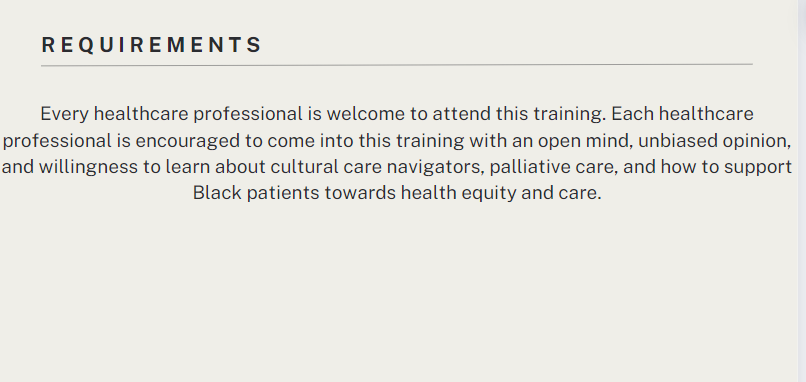 REQUIREMENTS
Every healthcare professional is welcome to attend this training. Each healthcare
professional is encouraged to come into this training with an open mind, unbiased opinion,
and willingness to learn about cultural care navigators, palliative care, and how to support
Black patients towards health equity and care.